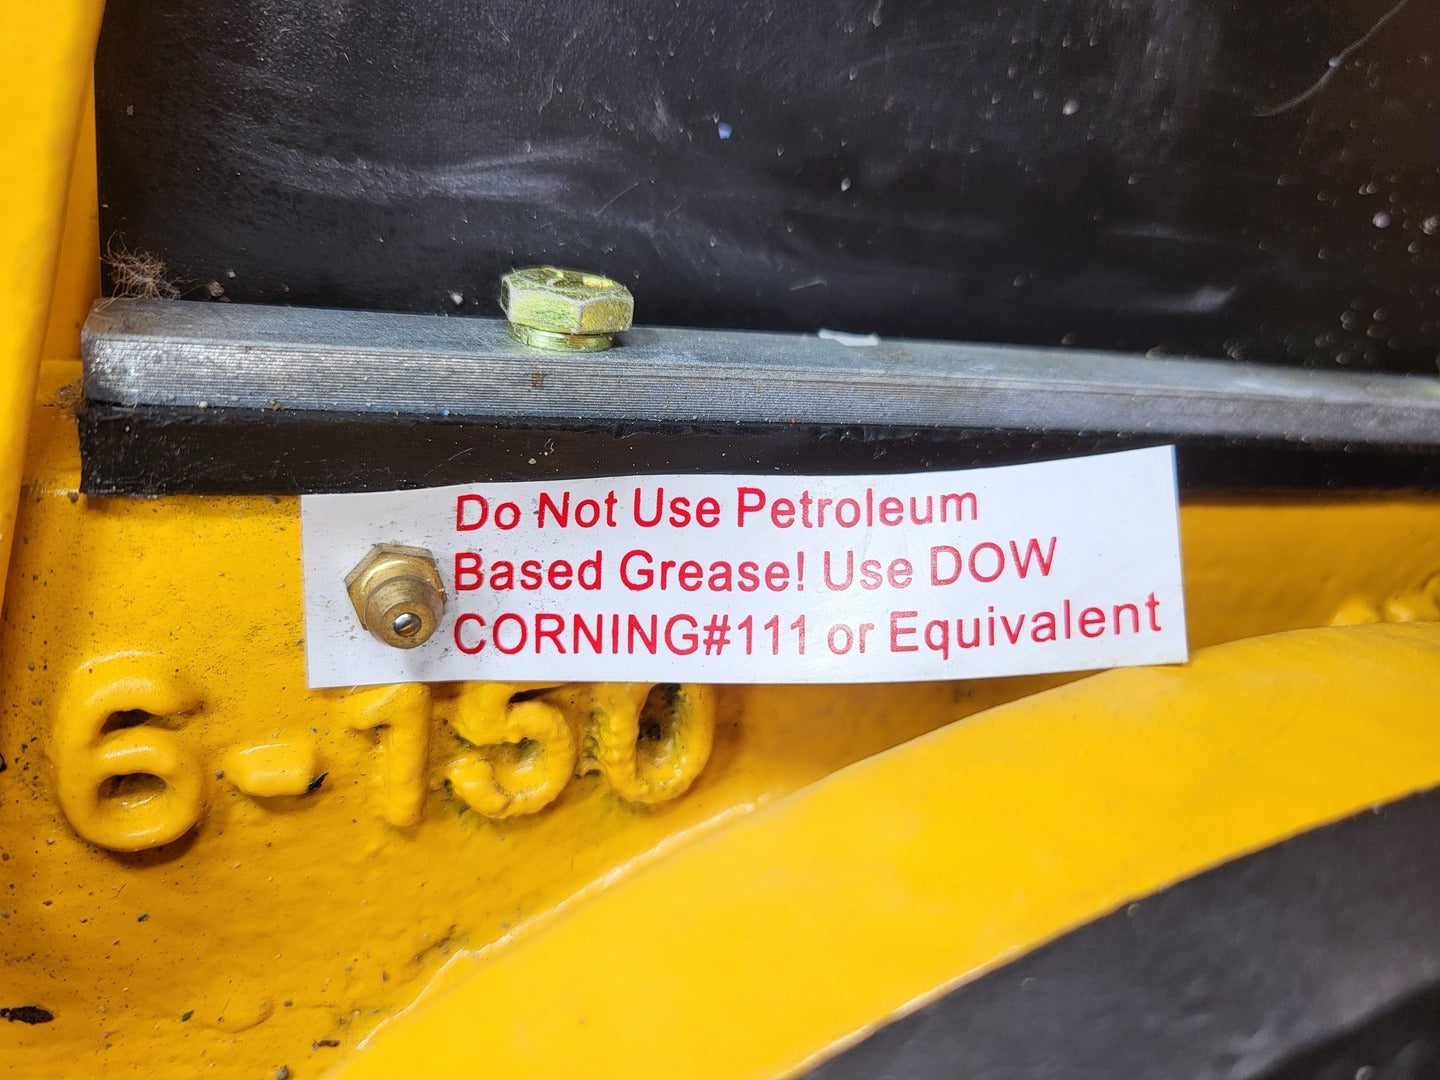 Do Not Use Petroleum
Based Grease! Use DOW
CORNING#111 or Equivalent
6-150